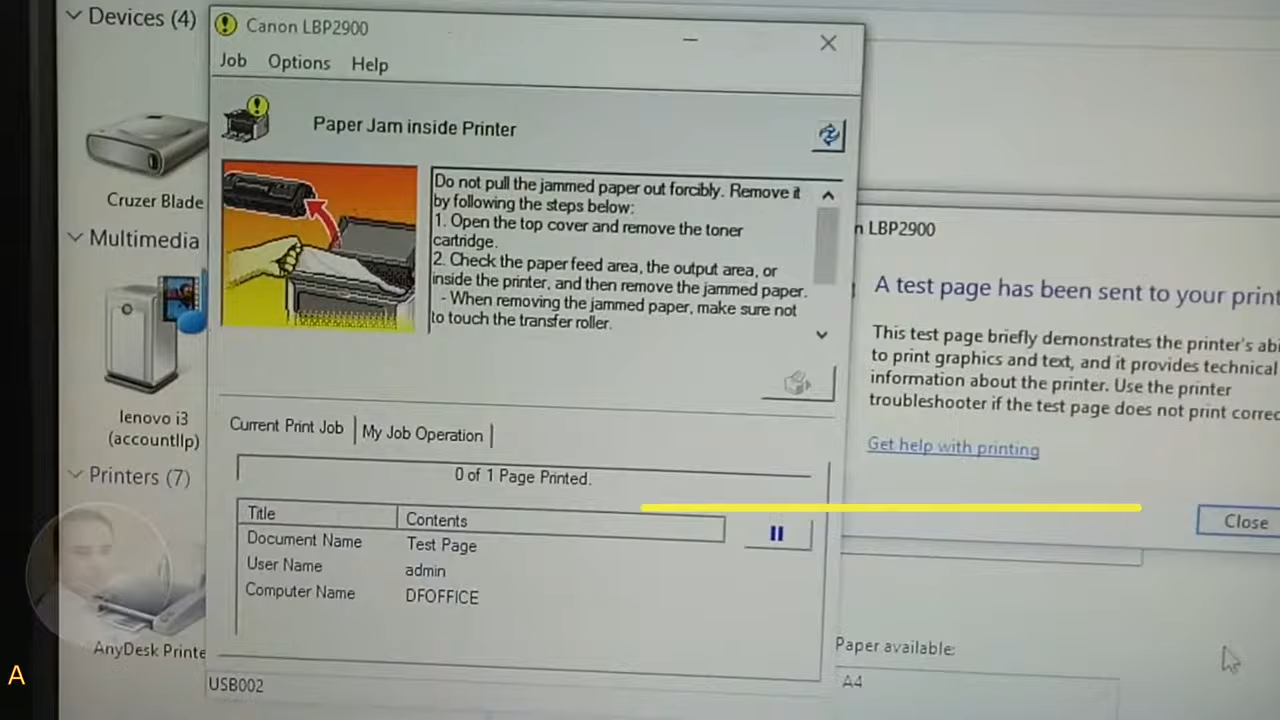 Devices (4)
Cruzer Blade
Multimedia
lenovo i3
(accountllp)
Printers (7)
AnyDesk Printe
A
Canon LBP2900
Job Options Help
Paper Jam inside Printer
Do not pull the jammed paper out forcibly. Remove it
by following the steps below:
1. Open the top cover and remove the toner
cartridge.
2. Check the paper feed area, the output area, or
inside the printer, and then remove the jammed paper.
- When removing the jammed paper, make sure not
to touch the transfer roller.
Current Print Job My Job Operation
0 of 1 Page Printed.
Title Contents
Document Name Test Page
User Name admin
Computer Name DFOFFICE
USB002
n LBP2900
A test page has been sent to your print
This test page briefly demonstrates the printer's abi
to print graphics and text, and it provides technical
information about the printer. Use the printer
troubleshooter if the test page does not print correc
Get help with printing
Close
Paper available:
A4